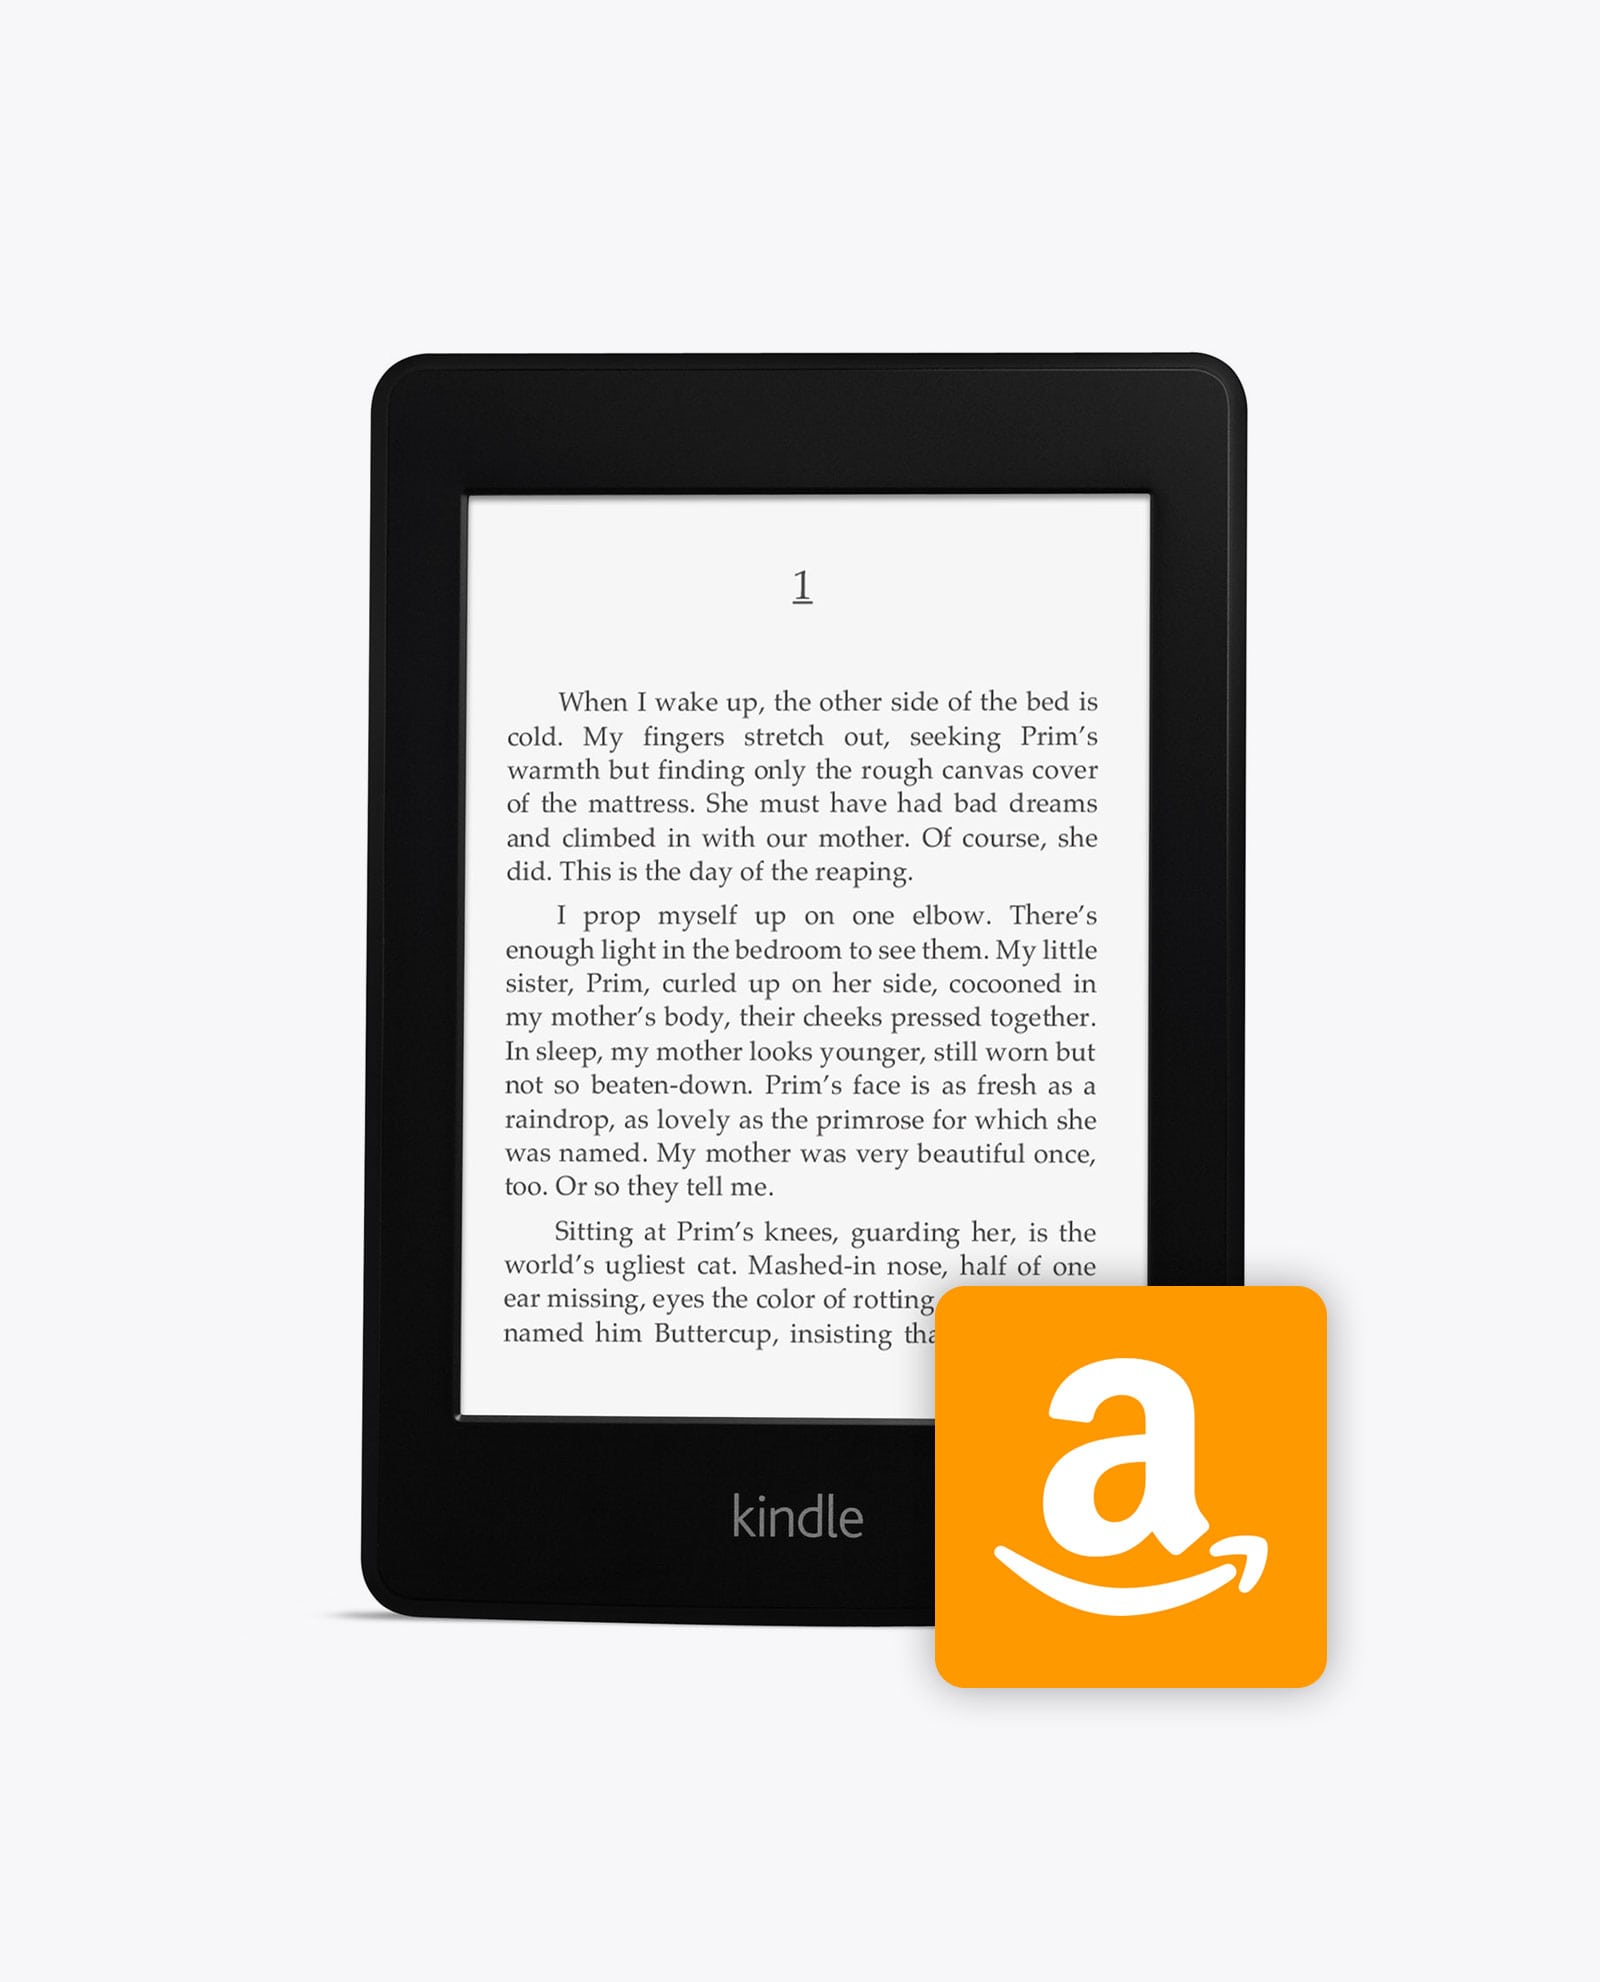 1
When I wake up, the other side of the bed is
cold. My fingers stretch out, seeking Prim’s
warmth but finding only the rough canvas cover
of the mattress. She must have had bad dreams
and climbed in with our mother. Of course, she
did. This is the day of the reaping.
I prop myself up on one elbow. There’s
enough light in the bedroom to see them. My little
sister, Prim, curled up on her side, cocooned in
my mother’s body, their cheeks pressed together.
In sleep, my mother looks younger, still worn but
not so beaten-down. Prim’s face is as fresh as a
raindrop, as lovely as the primrose for which she
was named. My mother was very beautiful once,
too. Or so they tell me.
Sitting at Prim’s knees, guarding her, is the
world’s ugliest cat. Mashed-in nose, half of one
ear missing, eyes the color of rotting
named him Buttercup, insisting
kindle
a